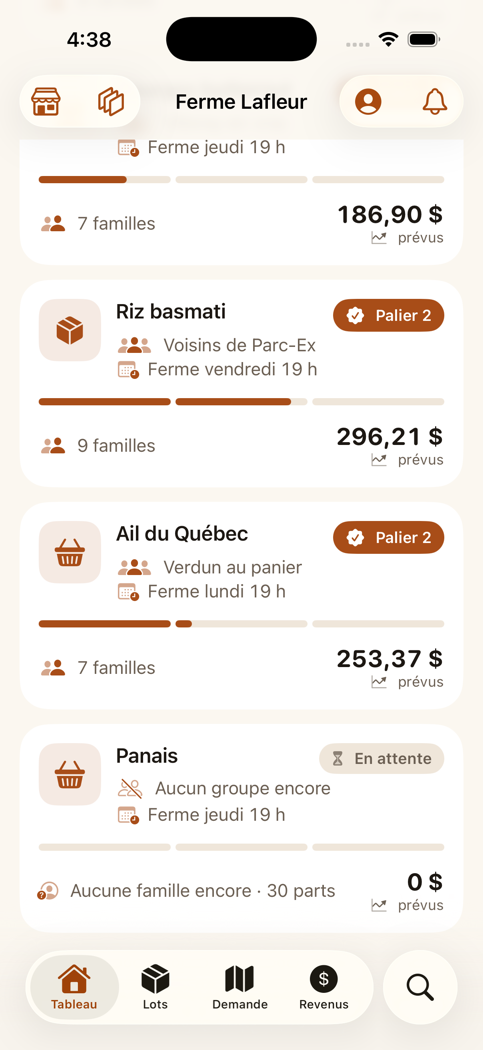 4:38
Ferme Lafleur
Ferme jeudi 19 h
7 familles
186,90 $
prévus
Riz basmati
Palier 2
Voisins de Parc-Ex
Ferme vendredi 19 h
9 familles
296,21 $
prévus
Ail du Québec
Palier 2
Verdun au panier
Ferme lundi 19 h
7 familles
253,37 $
prévus
Panais
En attente
Aucun groupe encore
Ferme jeudi 19 h
Aucune famille encore · 30 parts
0 $
prévus
Tableau
Lots
Demande
Revenus